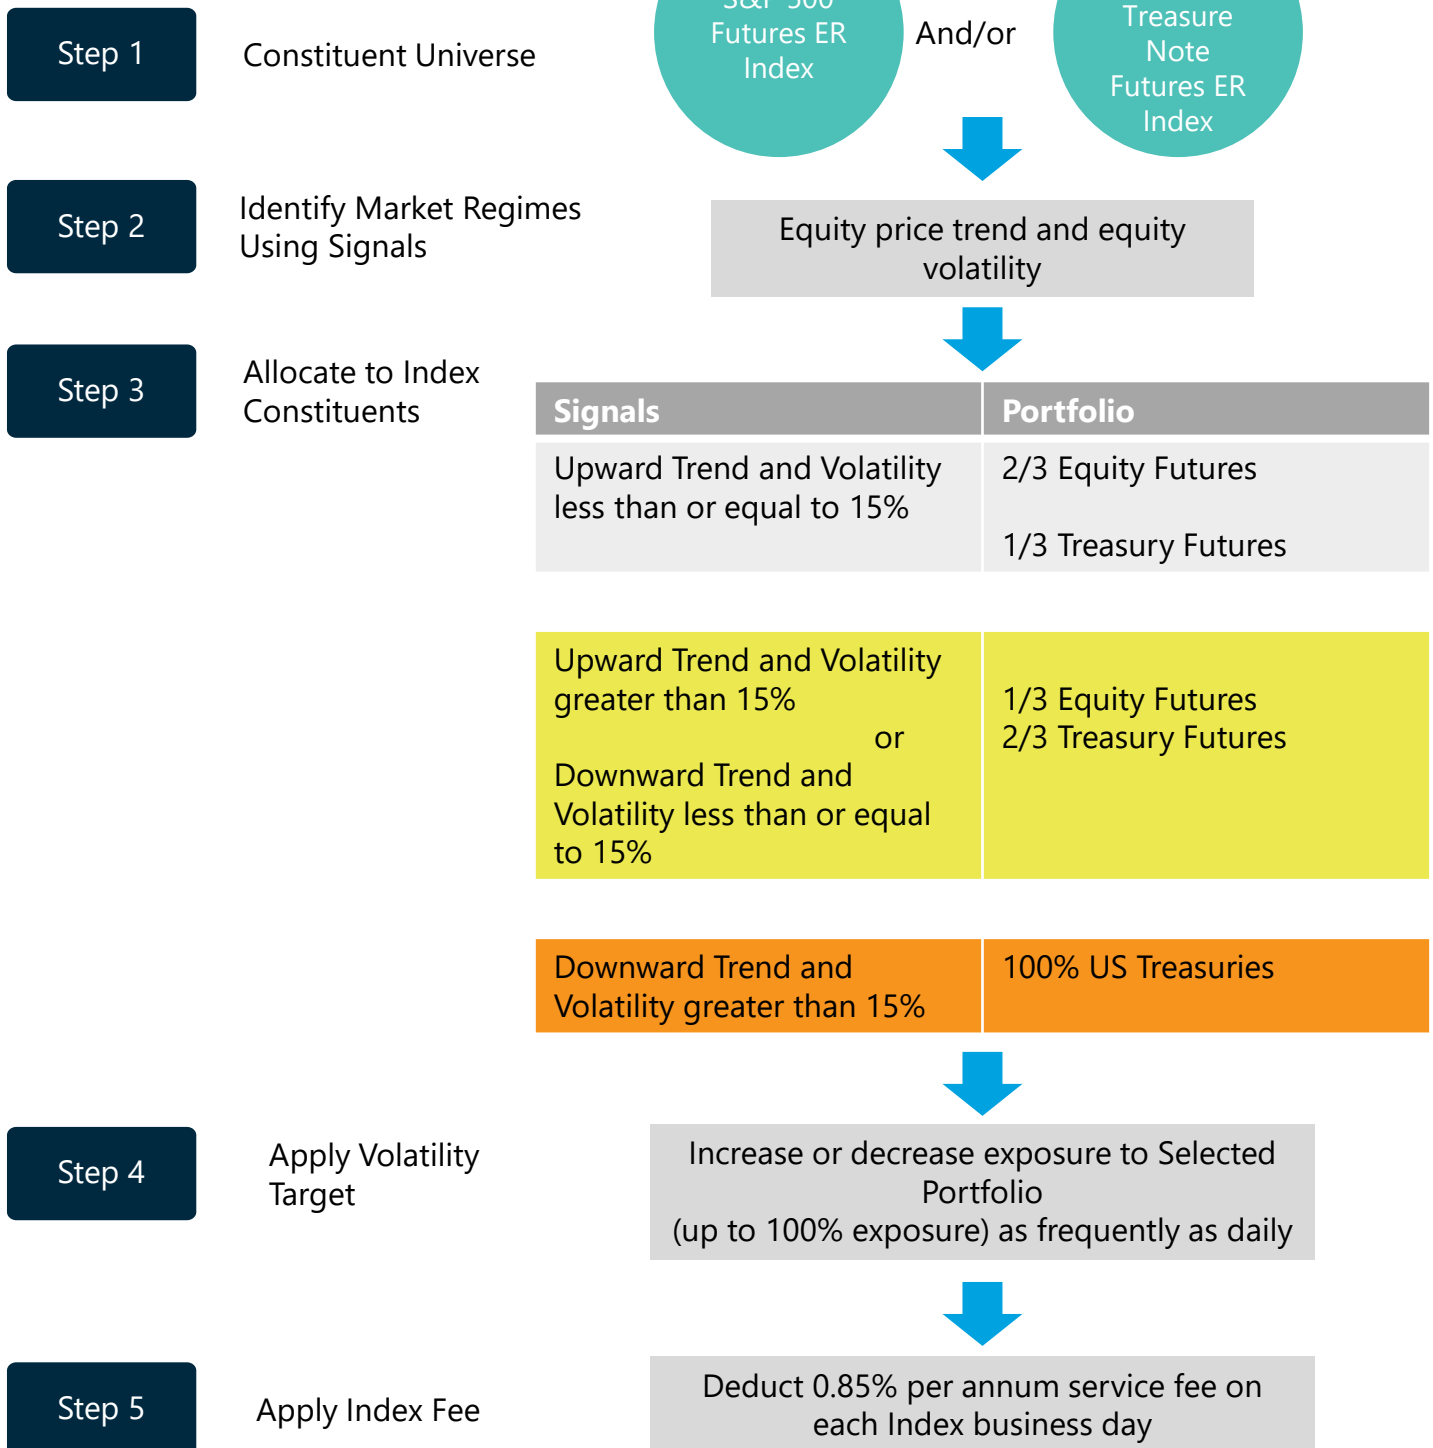 Step 1
Constituent Universe
S&P 500
Futures ER
Index
And/or
Treasure
Note
Futures ER
Index
Step 2
Identify Market Regimes
Using Signals
Equity price trend and equity
volatility
Step 3
Allocate to Index
Constituents
Signals
Portfolio
Upward Trend and Volatility
less than or equal to 15%
2/3 Equity Futures
1/3 Treasury Futures
Upward Trend and Volatility
greater than 15%
or
Downward Trend and
Volatility less than or equal
to 15%
1/3 Equity Futures
2/3 Treasury Futures
Downward Trend and
Volatility greater than 15%
100% US Treasuries
Step 4
Apply Volatility
Target
Increase or decrease exposure to Selected
Portfolio
(up to 100% exposure) as frequently as daily
Step 5
Apply Index Fee
Deduct 0.85% per annum service fee on
each Index business day